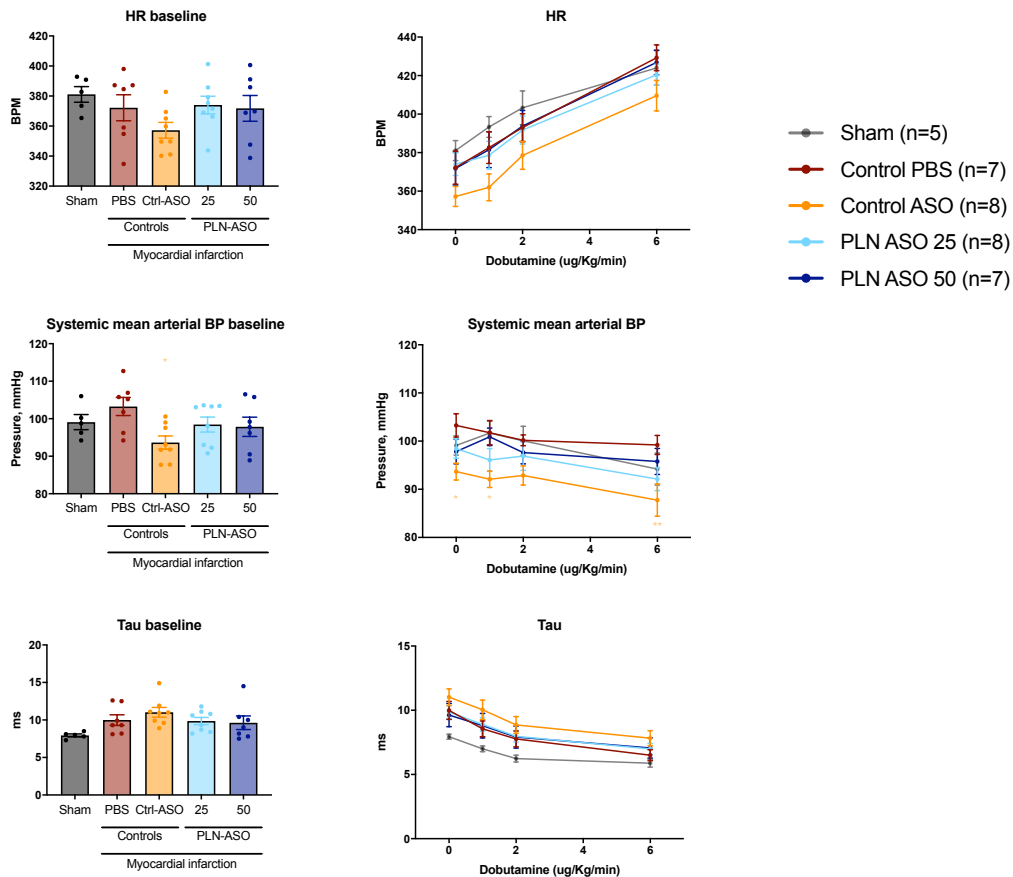 HR baseline
BPM
420
400
380
360
340
320
Sham
PBS
Ctrl-ASO
25
50
Controls
PLN-ASO
Myocardial infarction
HR
BPM
440
420
400
380
360
340
0
2
4
6
Dobutamine (ug/Kg/min)
Sham (n=5)
Control PBS (n=7)
Control ASO (n=8)
PLN ASO 25 (n=8)
PLN ASO 50 (n=7)
Systemic mean arterial BP baseline
Pressure, mmHg
120
110
100
90
80
*
Sham
PBS
Ctrl-ASO
25
50
Controls
PLN-ASO
Myocardial infarction
Systemic mean arterial BP
Pressure, mmHg
120
110
100
90
80
*
*
**
0
2
4
6
Dobutamine (ug/Kg/min)
Tau baseline
ms
20
15
10
5
0
Sham
PBS
Ctrl-ASO
25
50
Controls
PLN-ASO
Myocardial infarction
Tau
ms
15
10
5
0
0
2
4
6
Dobutamine (ug/Kg/min)